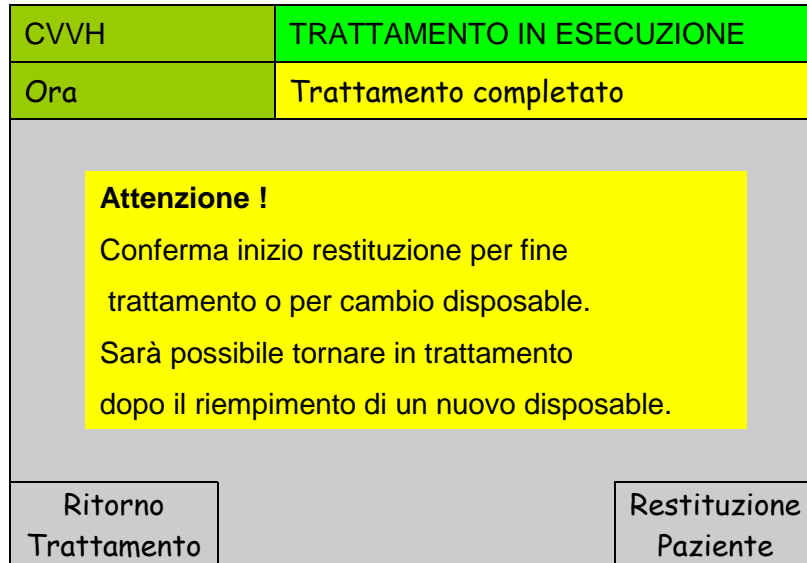 CVVH
TRATTAMENTO IN ESECUZIONE
Ora
Trattamento completato
Attenzione !
Conferma inizio restituzione per fine
trattamento o per cambio disposable.
Sarà possibile tornare in trattamento
dopo il riempimento di un nuovo disposable.
Ritorno
Trattamento
Restituzione
Paziente